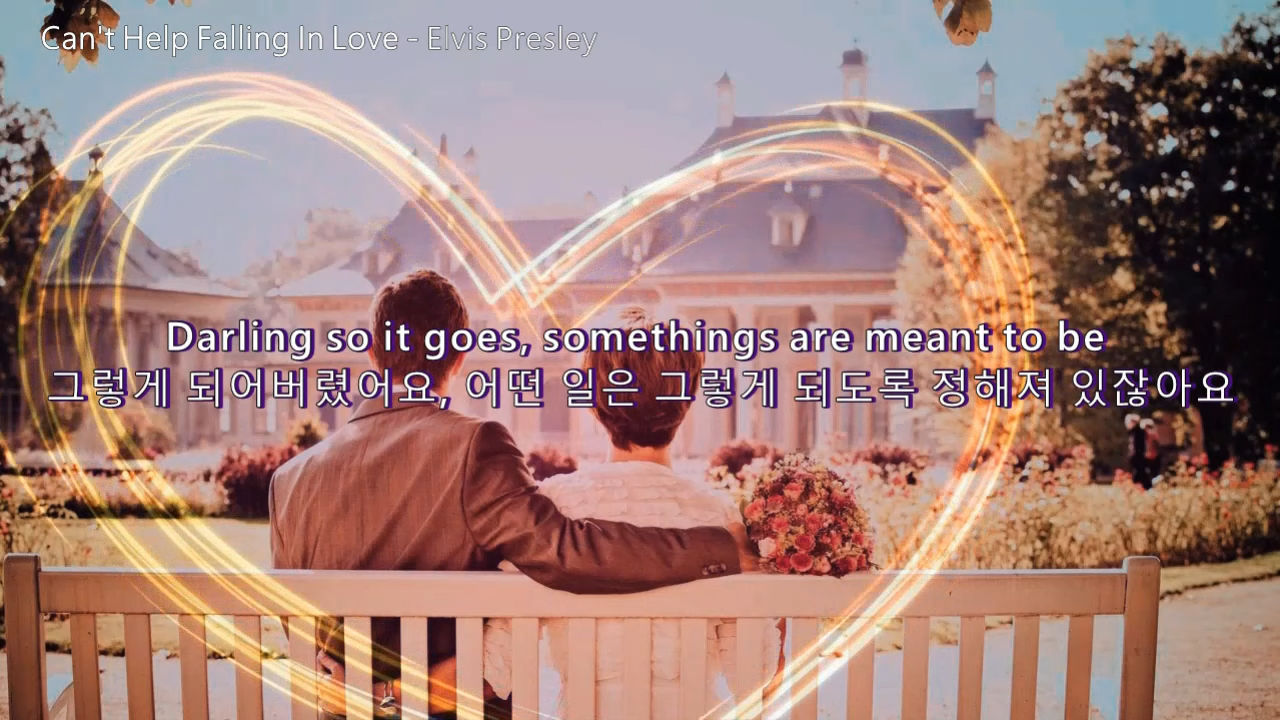 Can't Help Falling In Love - Elvis Presley
Darling so it goes, somethings are meant to be
그렇게 되어버렸어요, 어떤 일은 그렇게 되도록 정해져 있잖아요